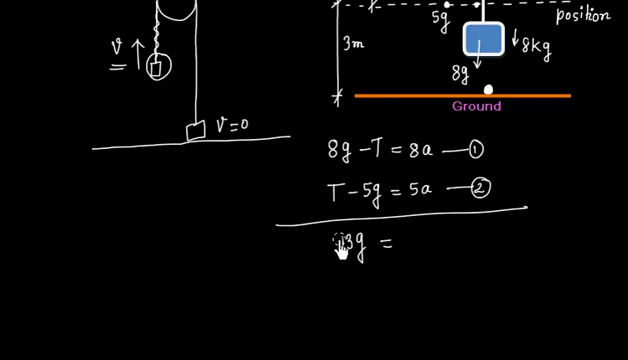 5g
position
V
3m
8kg
8g
Ground
V=0
8g - T = 8a —①
T - 5g = 5a —②
3g =